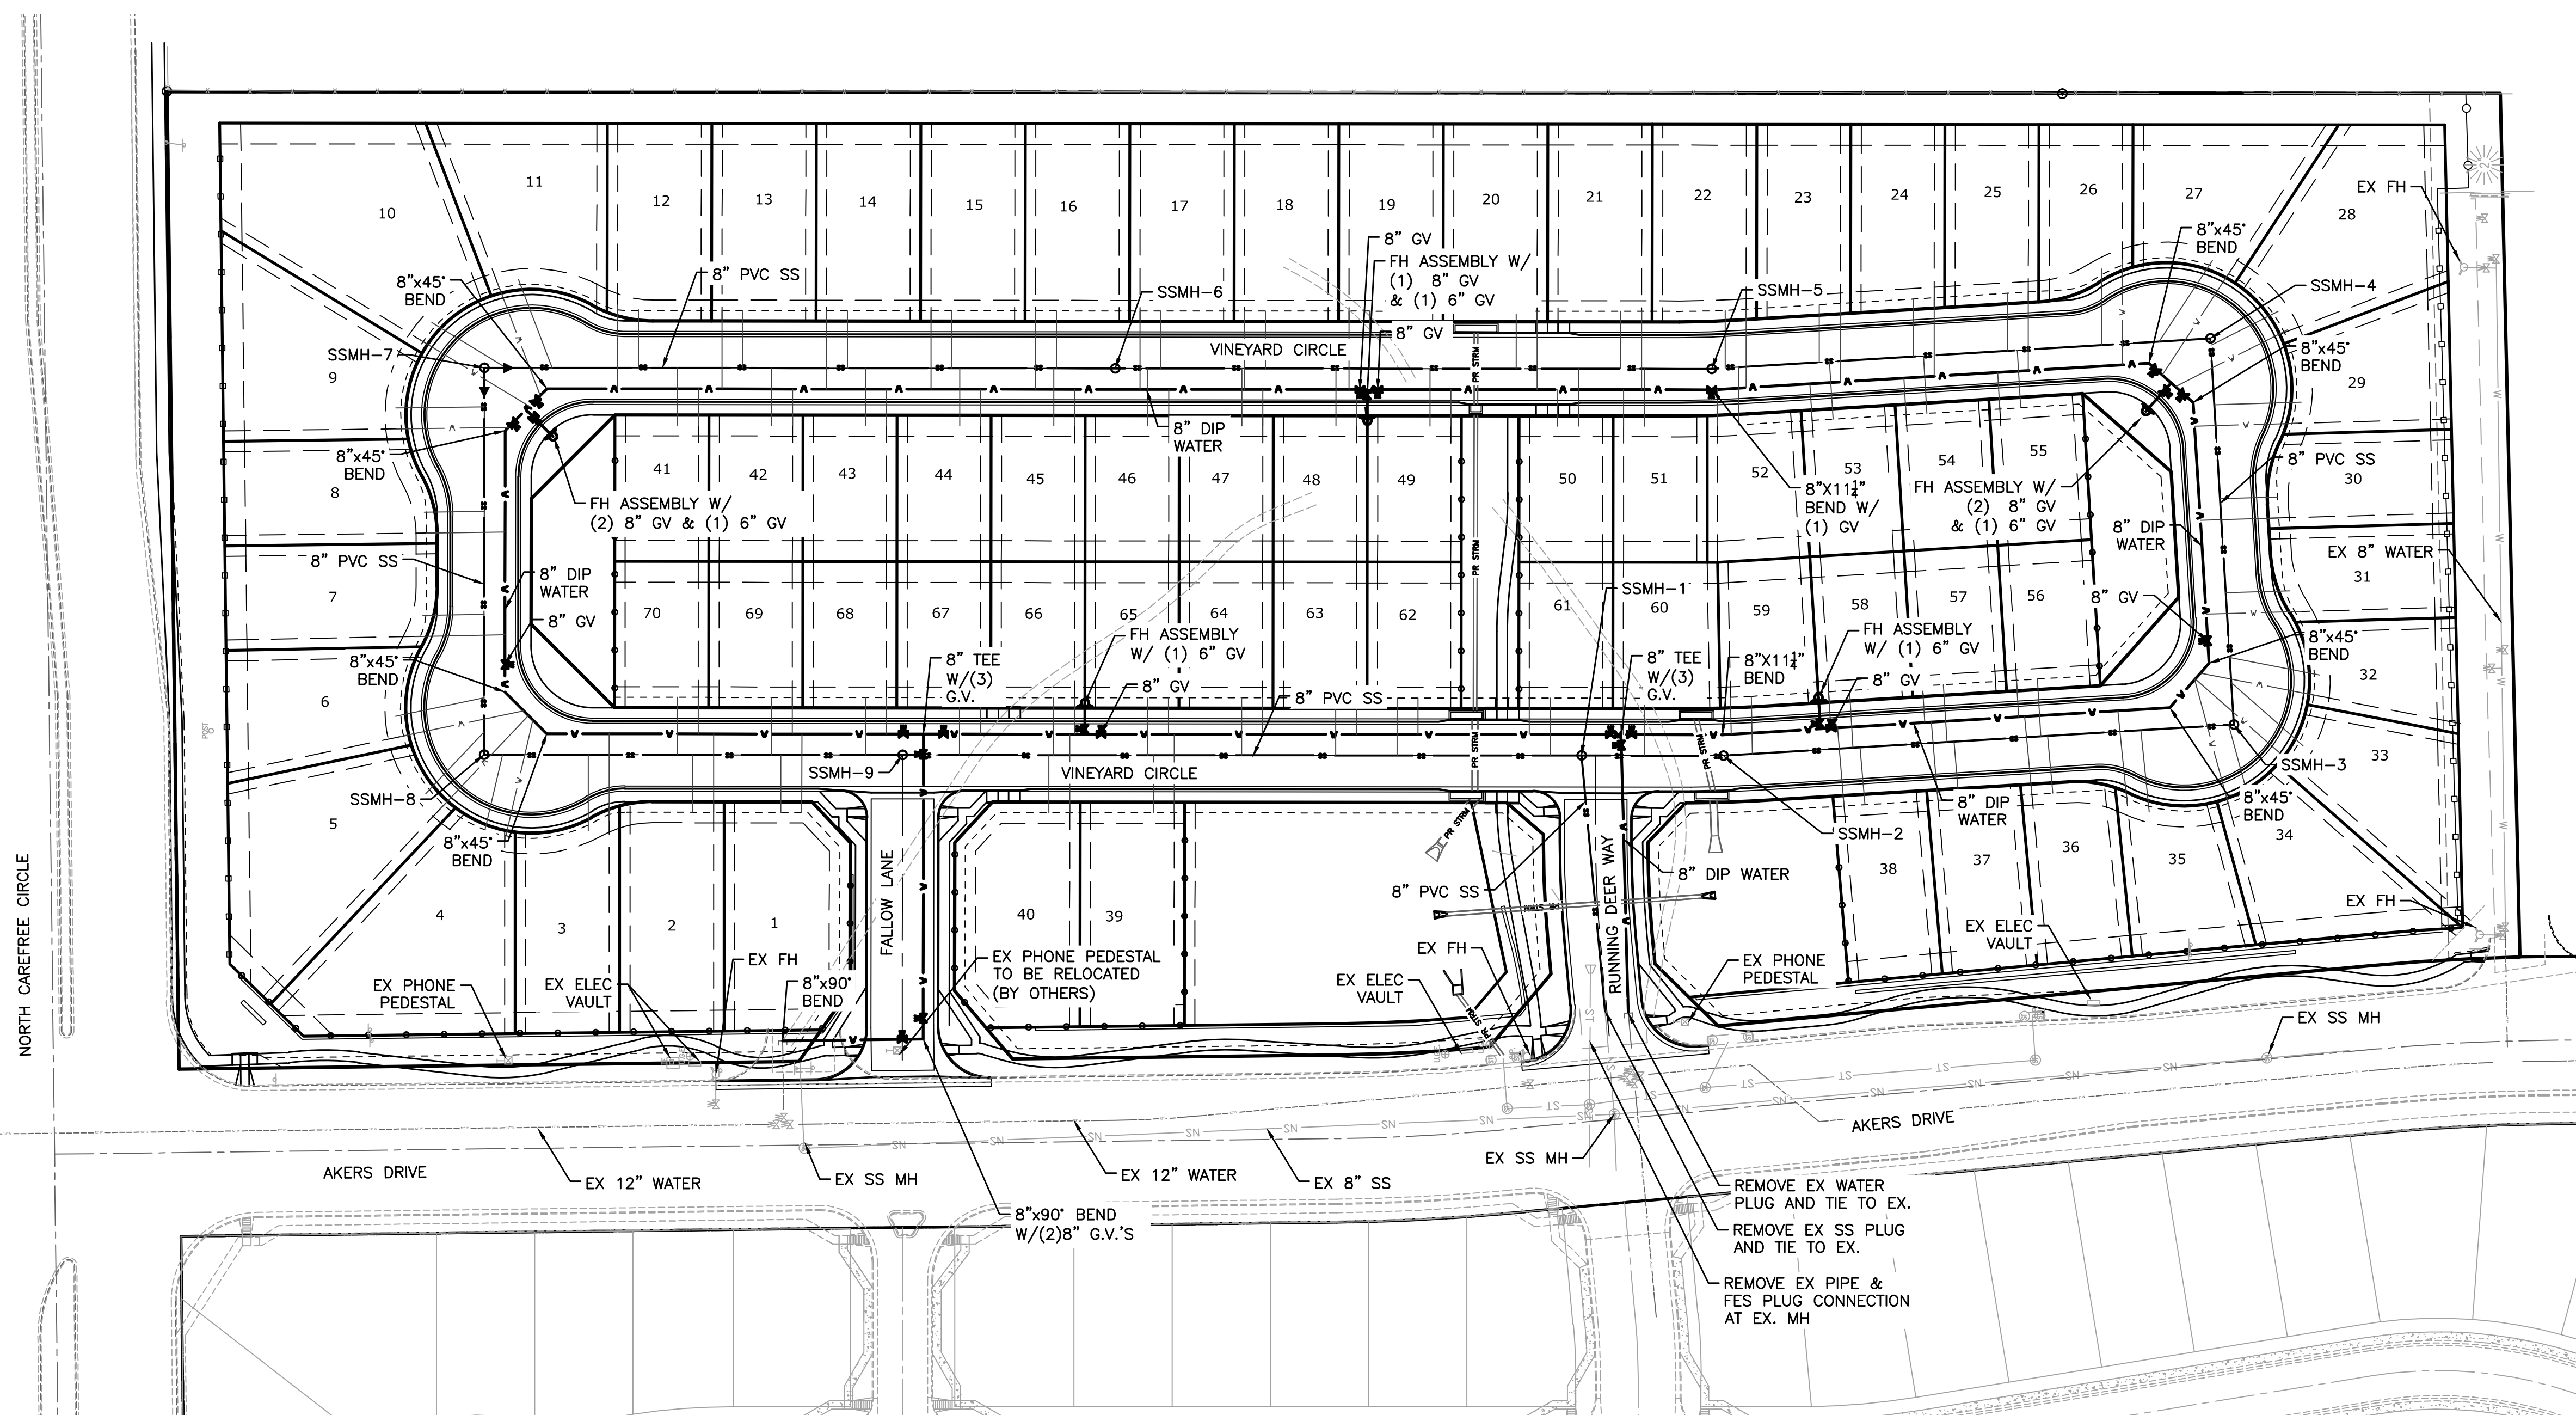 11
12
13
14
15
16
17
18
19
20
21
22
23
24
25
26
27
28
10
EX FH
8"x45°
BEND
8" GV
FH ASSEMBLY W/
(1) 8" GV
& (1) 6" GV
8" PVC SS
8"x45°
BEND
SSMH-6
SSMH-5
SSMH-4
8" GV
VINEYARD CIRCLE
PR STRM
SSMH-7
9
8"x45°
BEND
29
8" DIP
WATER
8"x45°
BEND
41
42
43
44
45
46
47
48
49
50
51
52
53
54
55
8" PVC SS
30
8
FH ASSEMBLY W/
(2) 8" GV & (1) 6" GV
8"X11¼"
BEND W/
(1) GV
FH ASSEMBLY W/
(2) 8" GV
& (1) 6" GV
8" DIP
WATER
PR STRM
EX 8" WATER
8" PVC SS
8" DIP
WATER
7
31
8" GV
SSMH-1
8" GV
70
69
68
67
66
65
64
63
62
61
60
59
58
57
56
FH ASSEMBLY
W/ (1) 6" GV
FH ASSEMBLY
W/ (1) 6" GV
8"x45°
BEND
8" TEE
W/(3)
G.V.
8" GV
8" PVC SS
8" TEE
W/(3)
G.V.
8"X11¼"
BEND
8" GV
8"x45°
BEND
6
32
POST
PR STRM
PR STRM
33
SSMH-9
VINEYARD CIRCLE
SSMH-3
SSMH-8
5
8"x45°
BEND
PR STRM
8" DIP
WATER
SSMH-2
8"x45°
BEND
34
NORTH CAREFREE CIRCLE
4
3
2
1
FALLOW LANE
40
39
8" PVC SS
PR STRM
RUNNING DEER WAY
8" DIP WATER
38
37
36
35
EX FH
EX PHONE
PEDESTAL
EX ELEC
VAULT
EX FH
8"x90°
BEND
EX PHONE PEDESTAL
TO BE RELOCATED
(BY OTHERS)
EX FH
EX ELEC
VAULT
PR STRM
EX PHONE
PEDESTAL
EX ELEC
VAULT
EX SS MH
AKERS DRIVE
EX 12" WATER
EX SS MH
EX 12" WATER
EX 8" SS
EX SS MH
AKERS DRIVE
8"x90° BEND
W/(2)8" G.V.'S
REMOVE EX WATER
PLUG AND TIE TO EX.
REMOVE EX SS PLUG
AND TIE TO EX.
REMOVE EX PIPE &
FES PLUG CONNECTION
AT EX. MH